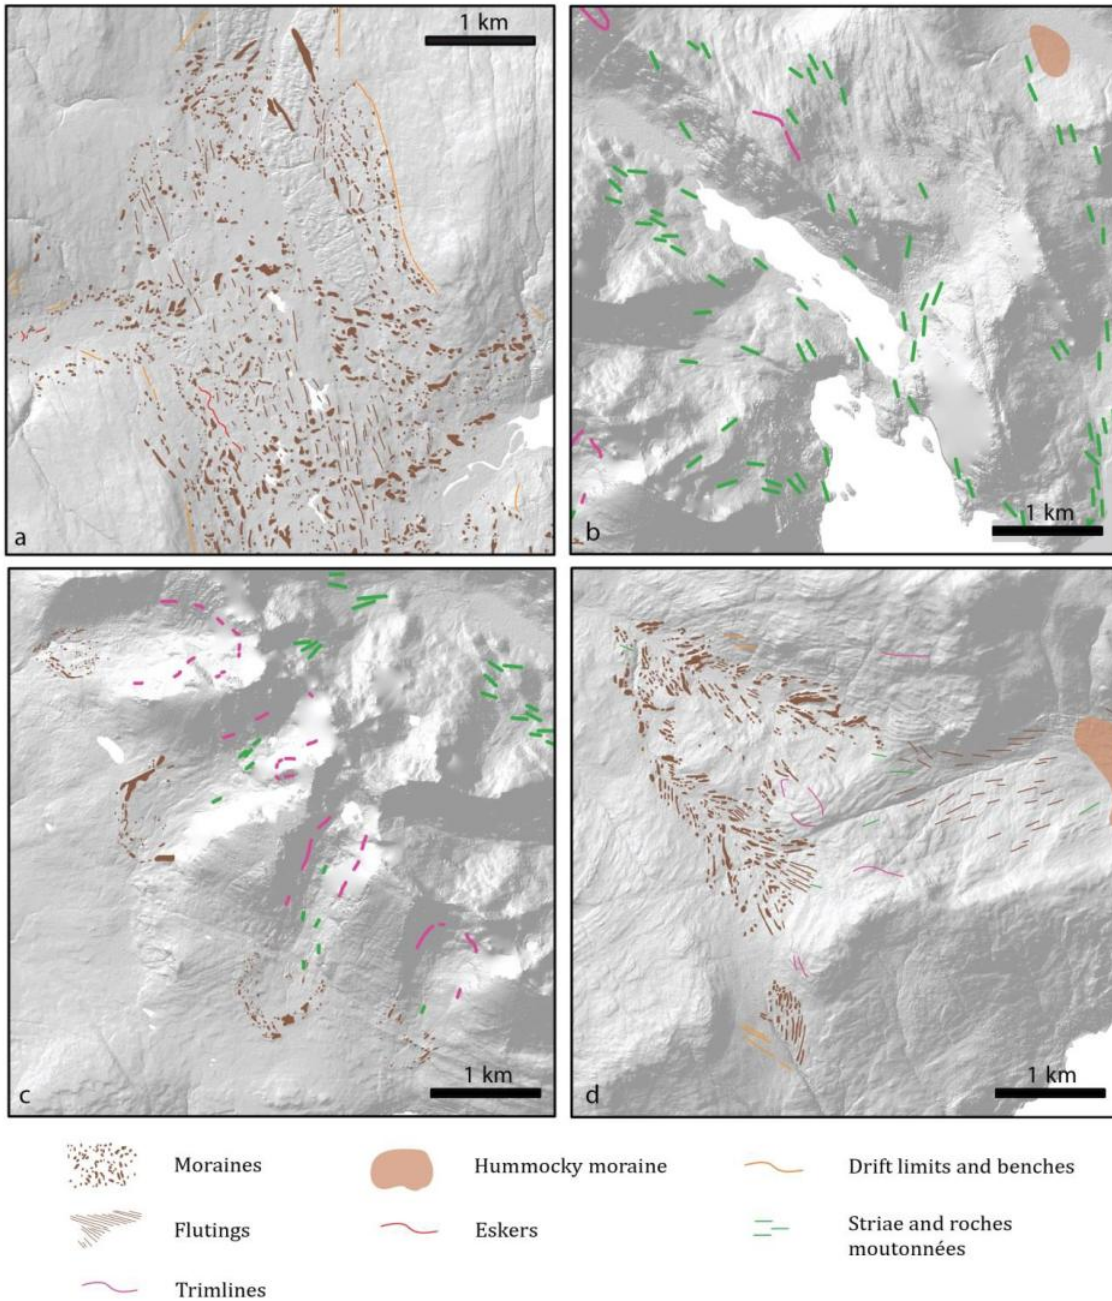 1 km
a
b
1 km
c
1 km
d
1 km
Moraines
Hummocky moraine
Drift limits and benches
Flutings
Eskers
Striae and roches
moutonnées
Trimlines